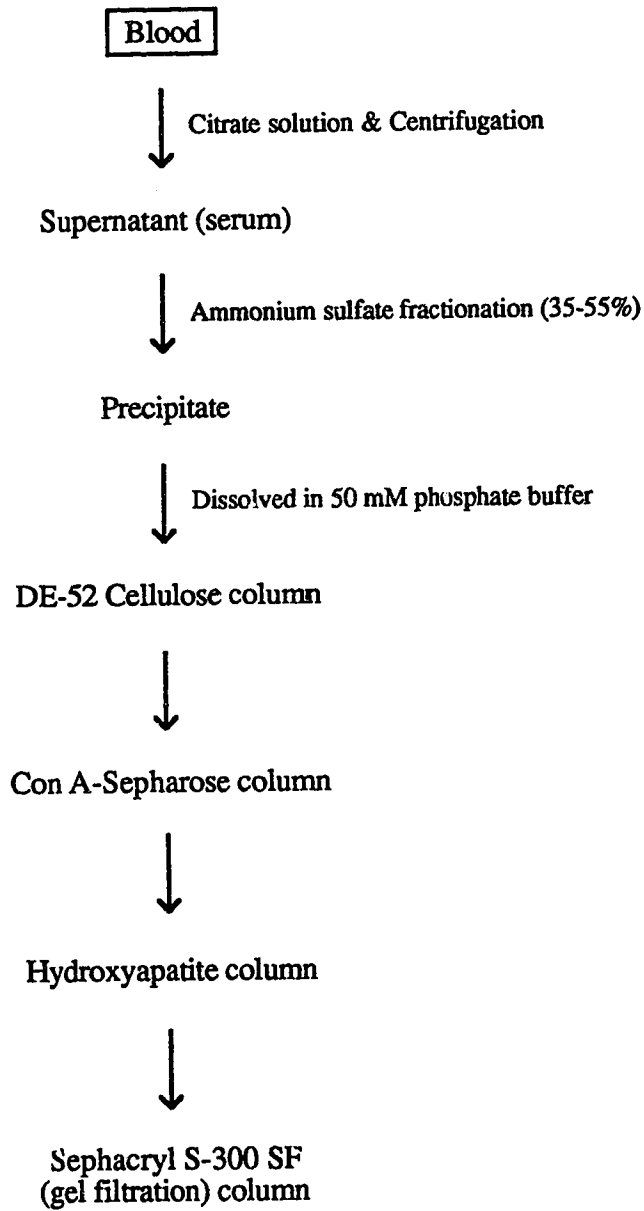 Blood
Citrate solution & Centrifugation
Supernatant (serum)
Ammonium sulfate fractionation (35-55%)
Precipitate
Dissolved in 50 mM phosphate buffer
DE-52 Cellulose column
Con A-Sepharose column
Hydroxyapatite column
Sephacryl S-300 SF
(gel filtration) column